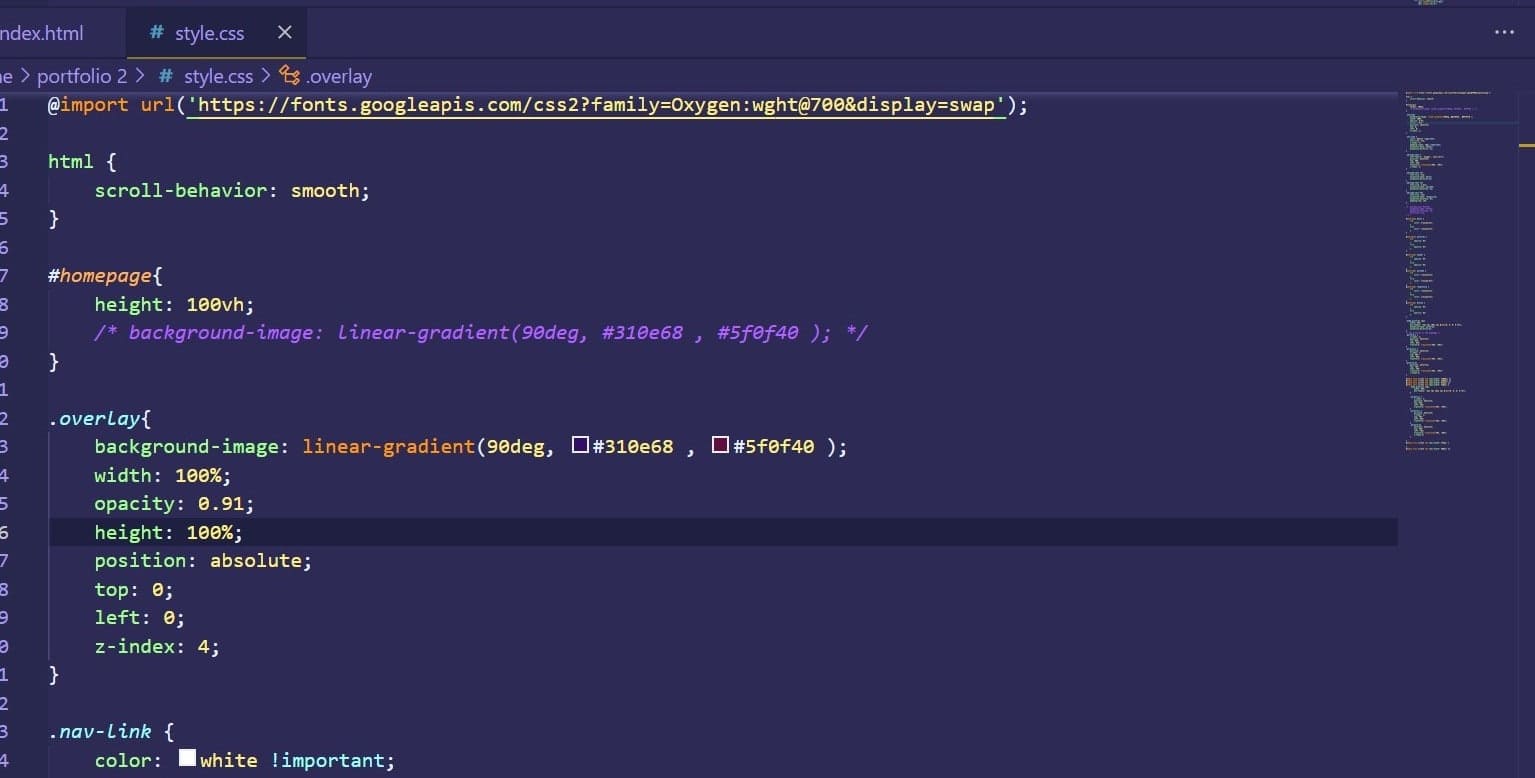 ndex.html # style.css ×
ne > portfolio 2 > # style.css > .overlay
1 @import url('https://fonts.googleapis.com/css2?family=Oxygen:wght@700&display=swap');
2
3 html {
4 scroll-behavior: smooth;
5 }
6
7 #homepage{
8 height: 100vh;
9 /* background-image: linear-gradient(90deg, #310e68 , #5f0f40 ); */
0 }
1
2 .overlay{
3 background-image: linear-gradient(90deg, #310e68 , #5f0f40 );
4 width: 100%;
5 opacity: 0.91;
6 height: 100%;
7 position: absolute;
8 top: 0;
9 left: 0;
0 z-index: 4;
1 }
2
3 .nav-link {
4 color: white !important;